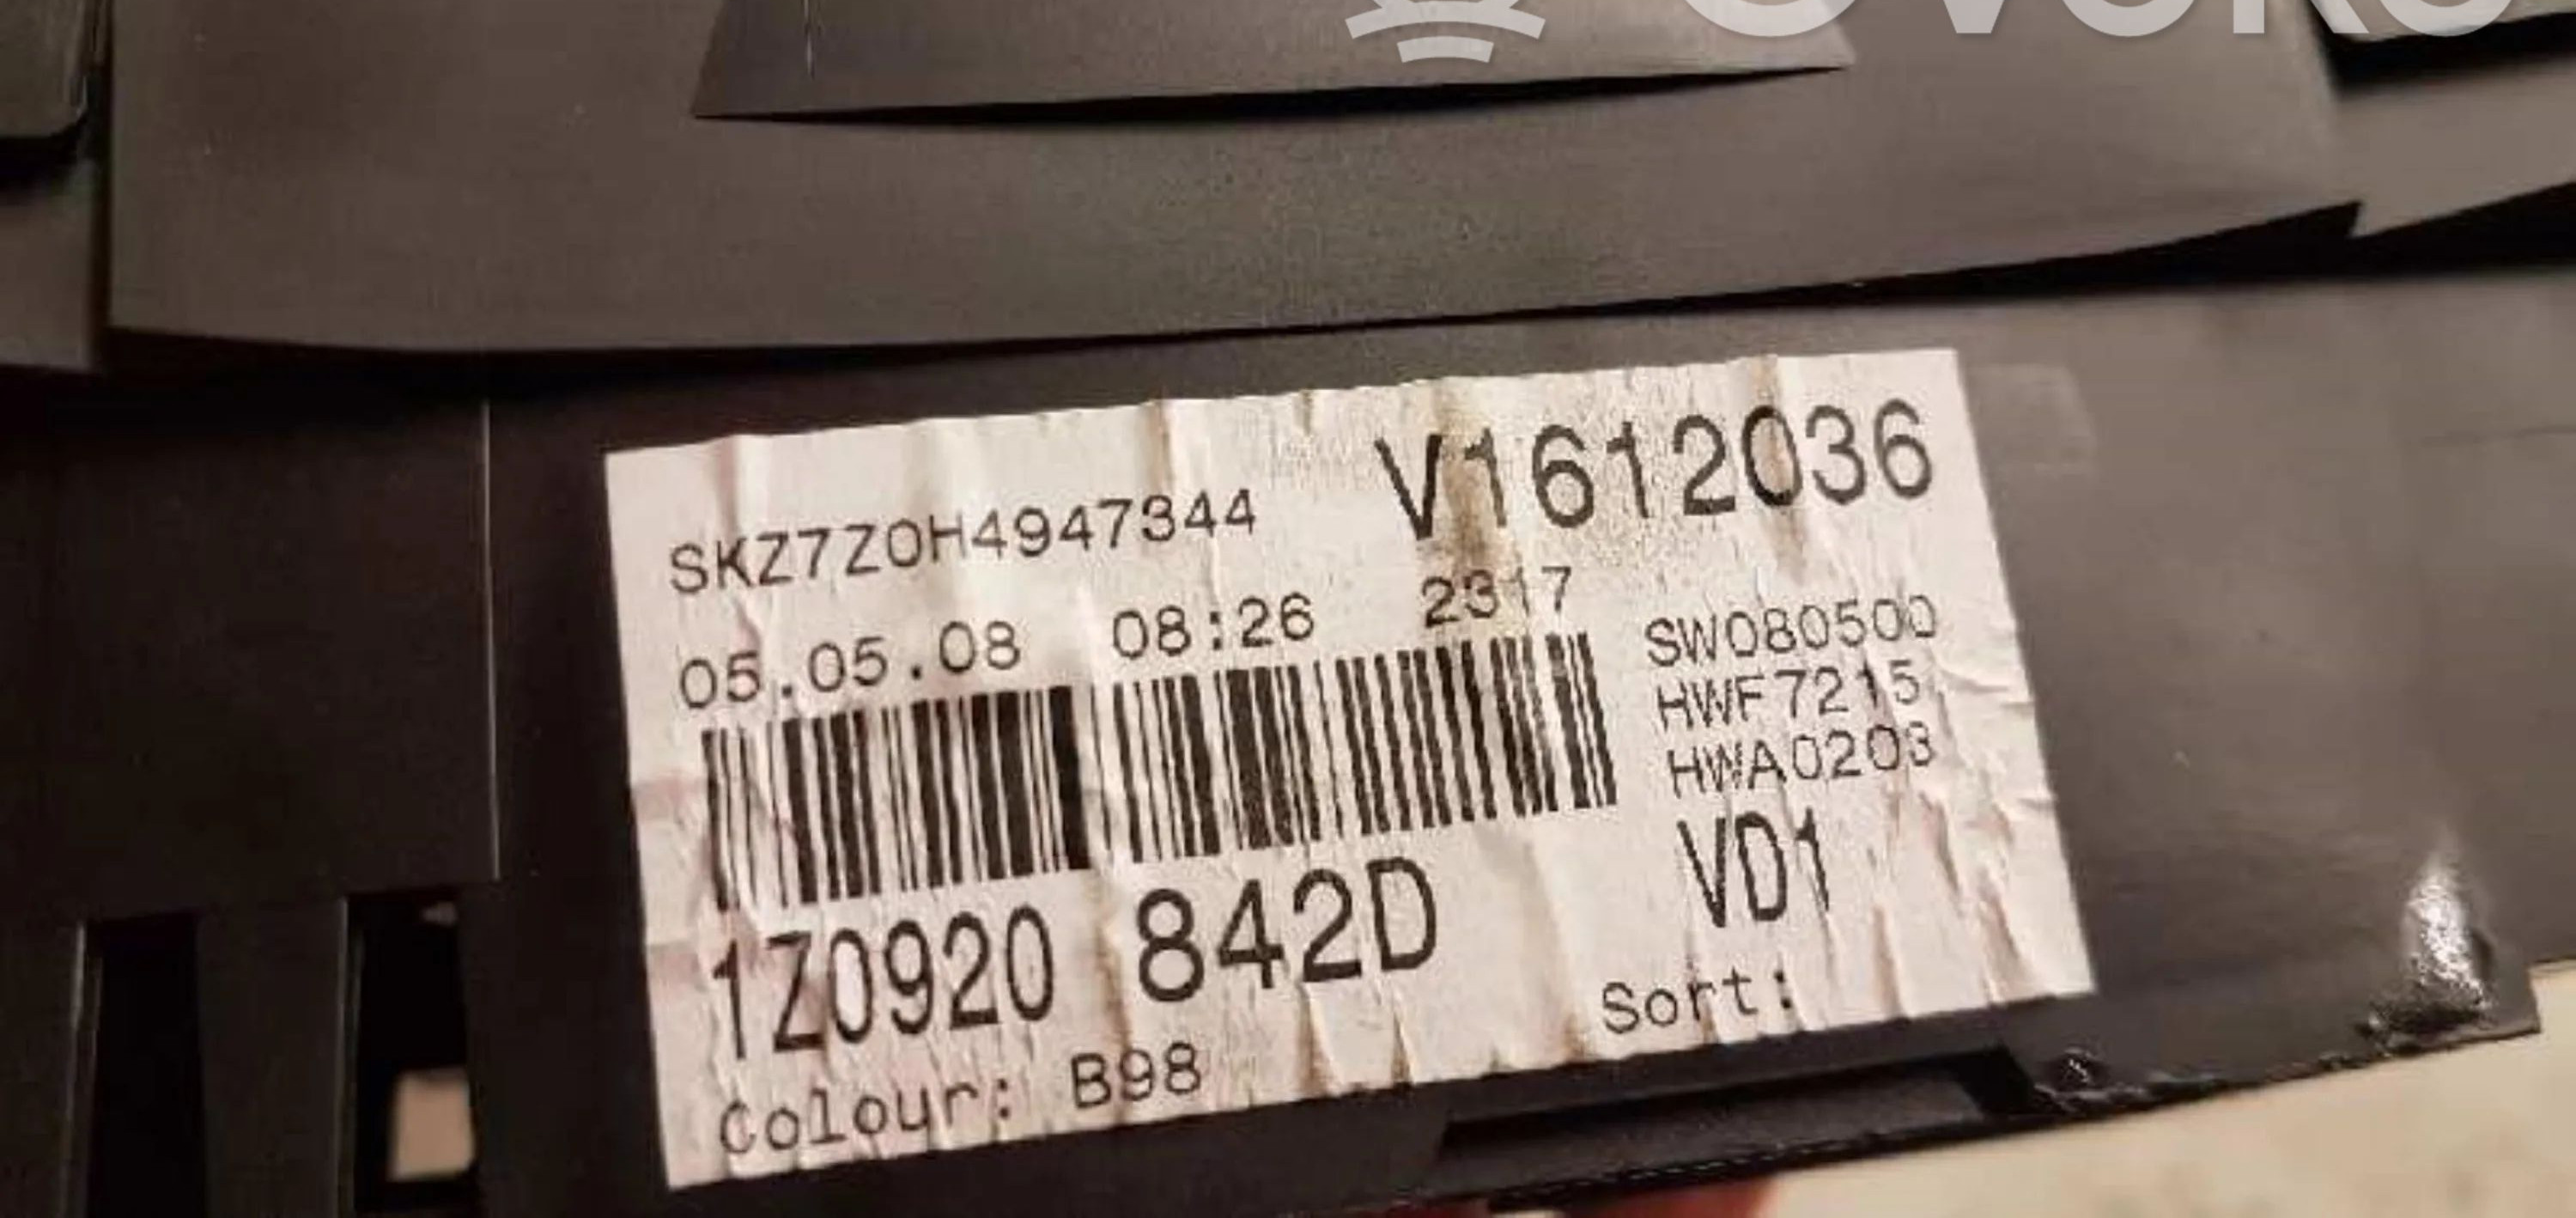 SKZ7Z0H4947344 V1612036
05.05.08 08:26 2317
SW080500
HWF7215
HWA0203
1Z0920 842D VD1
Colour: B98 Sort: